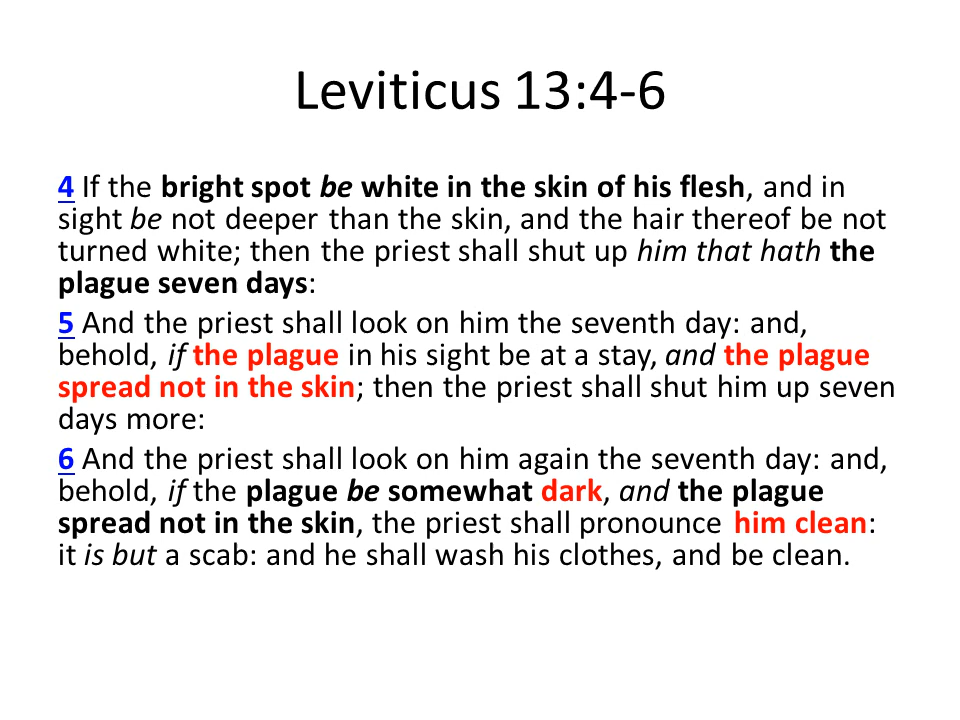 Leviticus 13:4-6
4 If the bright spot be white in the skin of his flesh, and in
sight be not deeper than the skin, and the hair thereof be not
turned white; then the priest shall shut up him that hath the
plague seven days:
5 And the priest shall look on him the seventh day: and,
behold, if the plague in his sight be at a stay, and the plague
spread not in the skin; then the priest shall shut him up seven
days more:
6 And the priest shall look on him again the seventh day: and,
behold, if the plague be somewhat dark, and the plague
spread not in the skin, the priest shall pronounce him clean:
it is but a scab: and he shall wash his clothes, and be clean.